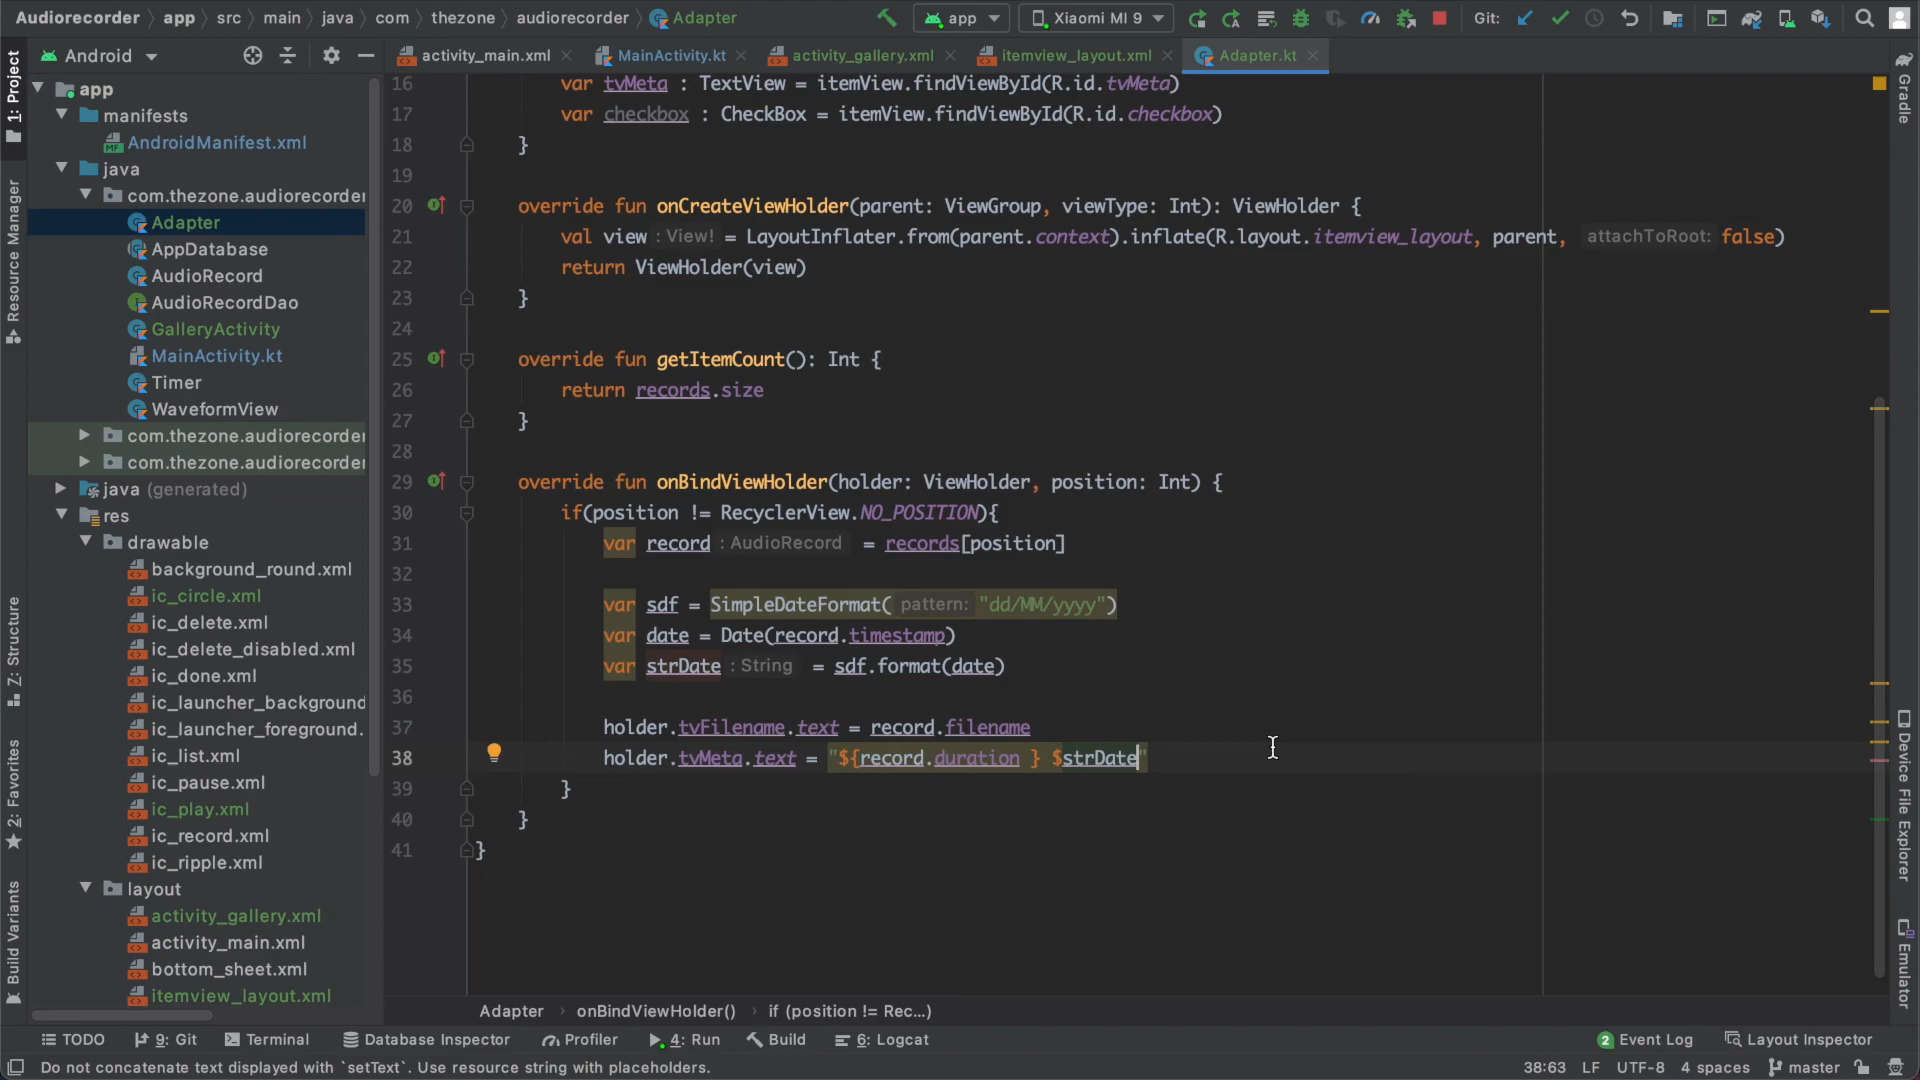 Audiorecorder › app › src › main › java › com › thezone › audiorecorder › Adapter
app
Xiaomi MI 9
Git:
Android
activity_main.xml
MainActivity.kt
activity_gallery.xml
itemview_layout.xml
Adapter.kt
1: Project
Resource Manager
Z: Structure
2: Favorites
Build Variants
app
manifests
AndroidManifest.xml
java
com.thezone.audiorecorder
Adapter
AppDatabase
AudioRecord
AudioRecordDao
GalleryActivity
MainActivity.kt
Timer
WaveformView
com.thezone.audiorecorder
com.thezone.audiorecorder
java (generated)
res
drawable
background_round.xml
ic_circle.xml
ic_delete.xml
ic_delete_disabled.xml
ic_done.xml
ic_launcher_background
ic_launcher_foreground.
ic_list.xml
ic_pause.xml
ic_play.xml
ic_record.xml
ic_ripple.xml
layout
activity_gallery.xml
activity_main.xml
bottom_sheet.xml
itemview_layout.xml
16 var tvMeta : TextView = itemView.findViewById(R.id.tvMeta)
17 var checkbox : CheckBox = itemView.findViewById(R.id.checkbox)
18 }
19
20 override fun onCreateViewHolder(parent: ViewGroup, viewType: Int): ViewHolder {
21 val view : View! = LayoutInflater.from(parent.context).inflate(R.layout.itemview_layout, parent, attachToRoot: false)
22 return ViewHolder(view)
23 }
24
25 override fun getItemCount(): Int {
26 return records.size
27 }
28
29 override fun onBindViewHolder(holder: ViewHolder, position: Int) {
30 if(position != RecyclerView.NO_POSITION){
31 var record : AudioRecord = records[position]
32
33 var sdf = SimpleDateFormat( pattern: "dd/MM/yyyy")
34 var date = Date(record.timestamp)
35 var strDate : String = sdf.format(date)
36
37 holder.tvFilename.text = record.filename
38 holder.tvMeta.text = "${record.duration } $strDate"
39 }
40 }
41 }
Gradle
Device File Explorer
Emulator
Adapter › onBindViewHolder() › if (position != Rec...)
TODO
9: Git
Terminal
Database Inspector
Profiler
4: Run
Build
6: Logcat
2 Event Log
Layout Inspector
Do not concatenate text displayed with `setText`. Use resource string with placeholders.
38:63 LF UTF-8 4 spaces master